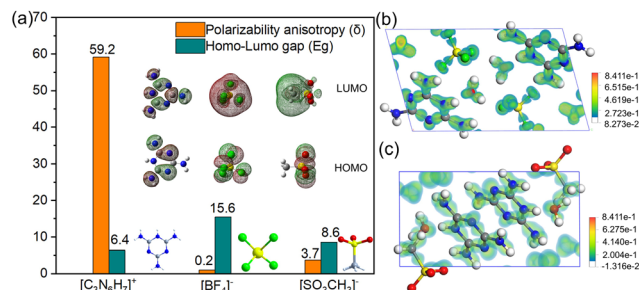 (a)
Polarizability anisotropy (δ)
Homo-Lumo gap (Eg)
70
60
50
40
30
20
10
0
59.2
6.4
0.2
15.6
3.7
8.6
LUMO
HOMO
[C₃N₆H₇]⁺
[BF₄]⁻
[SO₃CH₃]⁻
(b)
8.411e-1
6.515e-1
4.619e-1
2.723e-1
8.273e-2
(c)
8.411e-1
6.275e-1
4.140e-1
2.004e-1
-1.316e-2